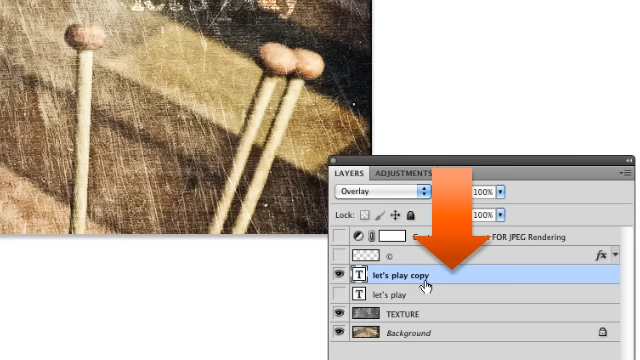 LAYERS ADJUSTMENTS
Overlay 100%
Lock: 100%
FOR JPEG Rendering
© fx
T let's play copy
T let's play
TEXTURE
Background